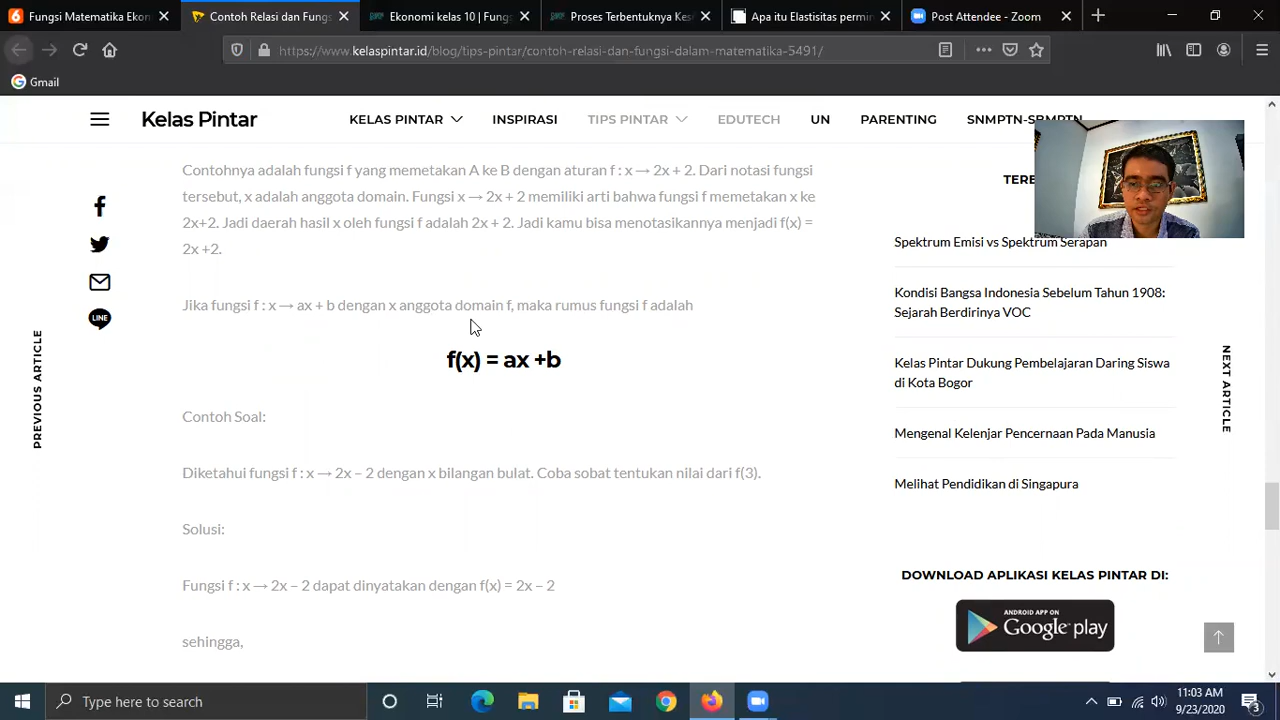 Fungsi Matematika Ekon
Contoh Relasi dan Fungs
Ekonomi kelas 10 | Fungs
Proses Terbentuknya Kes
Apa itu Elastisitas permin
Post Attendee - Zoom
https://www.kelaspintar.id/blog/tips-pintar/contoh-relasi-dan-fungsi-dalam-matematika-5491/
Gmail
Kelas Pintar
KELAS PINTAR
INSPIRASI
TIPS PINTAR
EDUTECH
UN
PARENTING
SNMPTN-SBMPTN
Contohnya adalah fungsi f yang memetakan A ke B dengan aturan f : x → 2x + 2. Dari notasi fungsi
tersebut, x adalah anggota domain. Fungsi x → 2x + 2 memiliki arti bahwa fungsi f memetakan x ke
2x+2. Jadi daerah hasil x oleh fungsi f adalah 2x + 2. Jadi kamu bisa menotasikannya menjadi f(x) =
2x +2.
Jika fungsi f : x → ax + b dengan x anggota domain f, maka rumus fungsi f adalah
f(x) = ax +b
Contoh Soal:
Diketahui fungsi f : x → 2x – 2 dengan x bilangan bulat. Coba sobat tentukan nilai dari f(3).
Solusi:
Fungsi f : x → 2x – 2 dapat dinyatakan dengan f(x) = 2x – 2
sehingga,
LINE
PREVIOUS ARTICLE
TERE
Spektrum Emisi vs Spektrum Serapan
Kondisi Bangsa Indonesia Sebelum Tahun 1908:
Sejarah Berdirinya VOC
Kelas Pintar Dukung Pembelajaran Daring Siswa
di Kota Bogor
Mengenal Kelenjar Pencernaan Pada Manusia
Melihat Pendidikan di Singapura
NEXT ARTICLE
DOWNLOAD APLIKASI KELAS PINTAR DI:
ANDROID APP ON
Google play
Type here to search
11:03 AM
9/23/2020
3